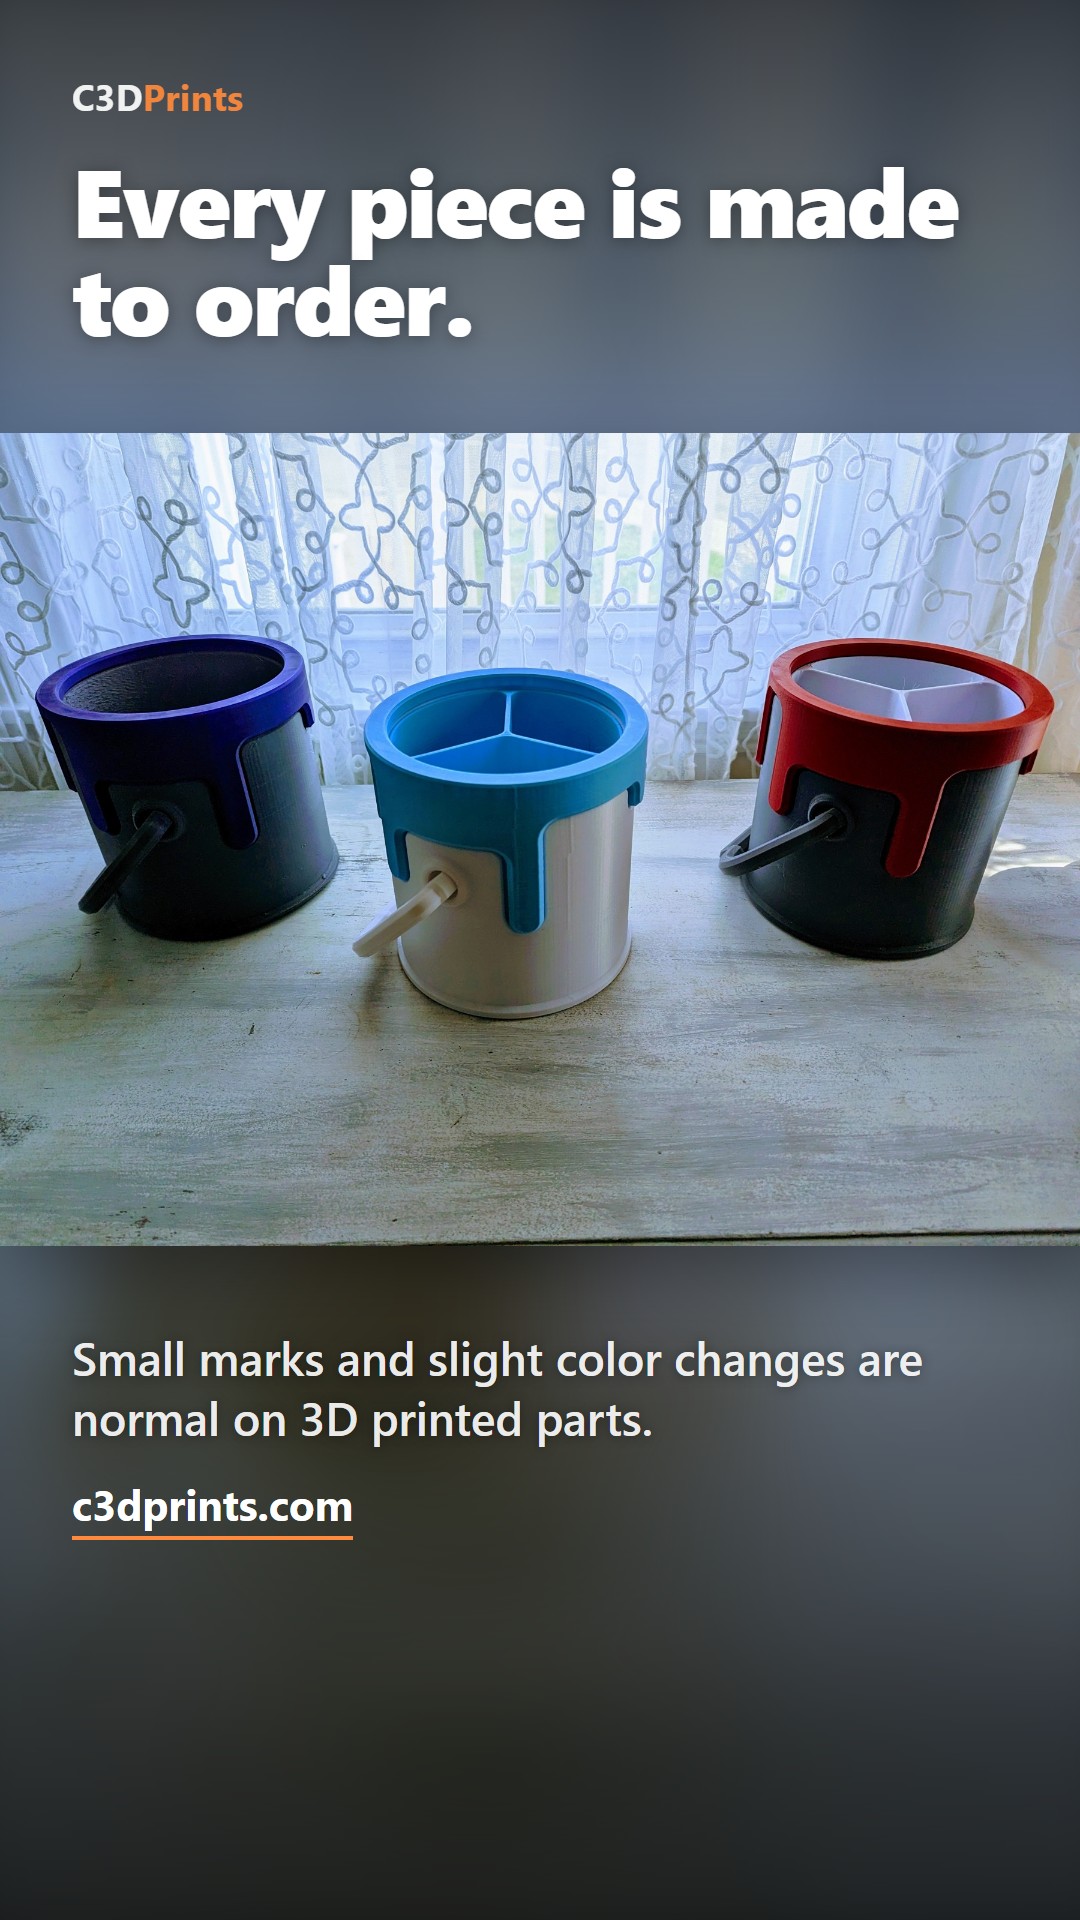 C3DPrints
Every piece is made
to order.
Small marks and slight color changes are
normal on 3D printed parts.
c3dprints.com